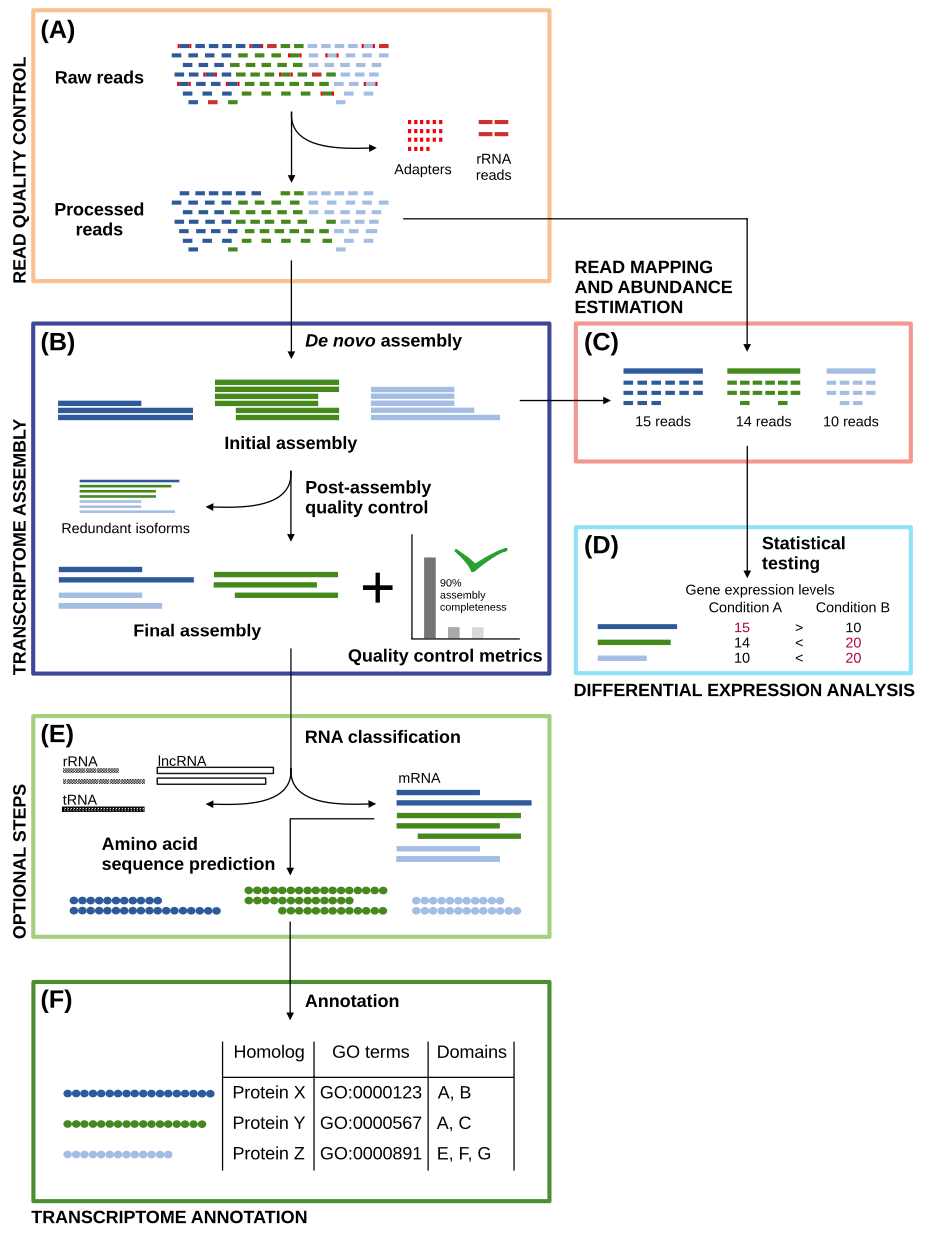 READ QUALITY CONTROL
(A)
Raw reads
Adapters
rRNA
reads
Processed
reads
READ MAPPING
AND ABUNDANCE
ESTIMATION
TRANSCRIPTOME ASSEMBLY
(B)
De novo assembly
Initial assembly
Post-assembly
quality control
Redundant isoforms
90%
assembly
completeness
Final assembly
Quality control metrics
(C)
15 reads
14 reads
10 reads
(D)
Statistical
testing
Gene expression levels
Condition A
Condition B
15 > 10
14 < 20
10 < 20
DIFFERENTIAL EXPRESSION ANALYSIS
OPTIONAL STEPS
(E)
RNA classification
rRNA
lncRNA
tRNA
mRNA
Amino acid
sequence prediction
(F)
Annotation
Homolog GO terms Domains
Protein X GO:0000123 A, B
Protein Y GO:0000567 A, C
Protein Z GO:0000891 E, F, G
TRANSCRIPTOME ANNOTATION